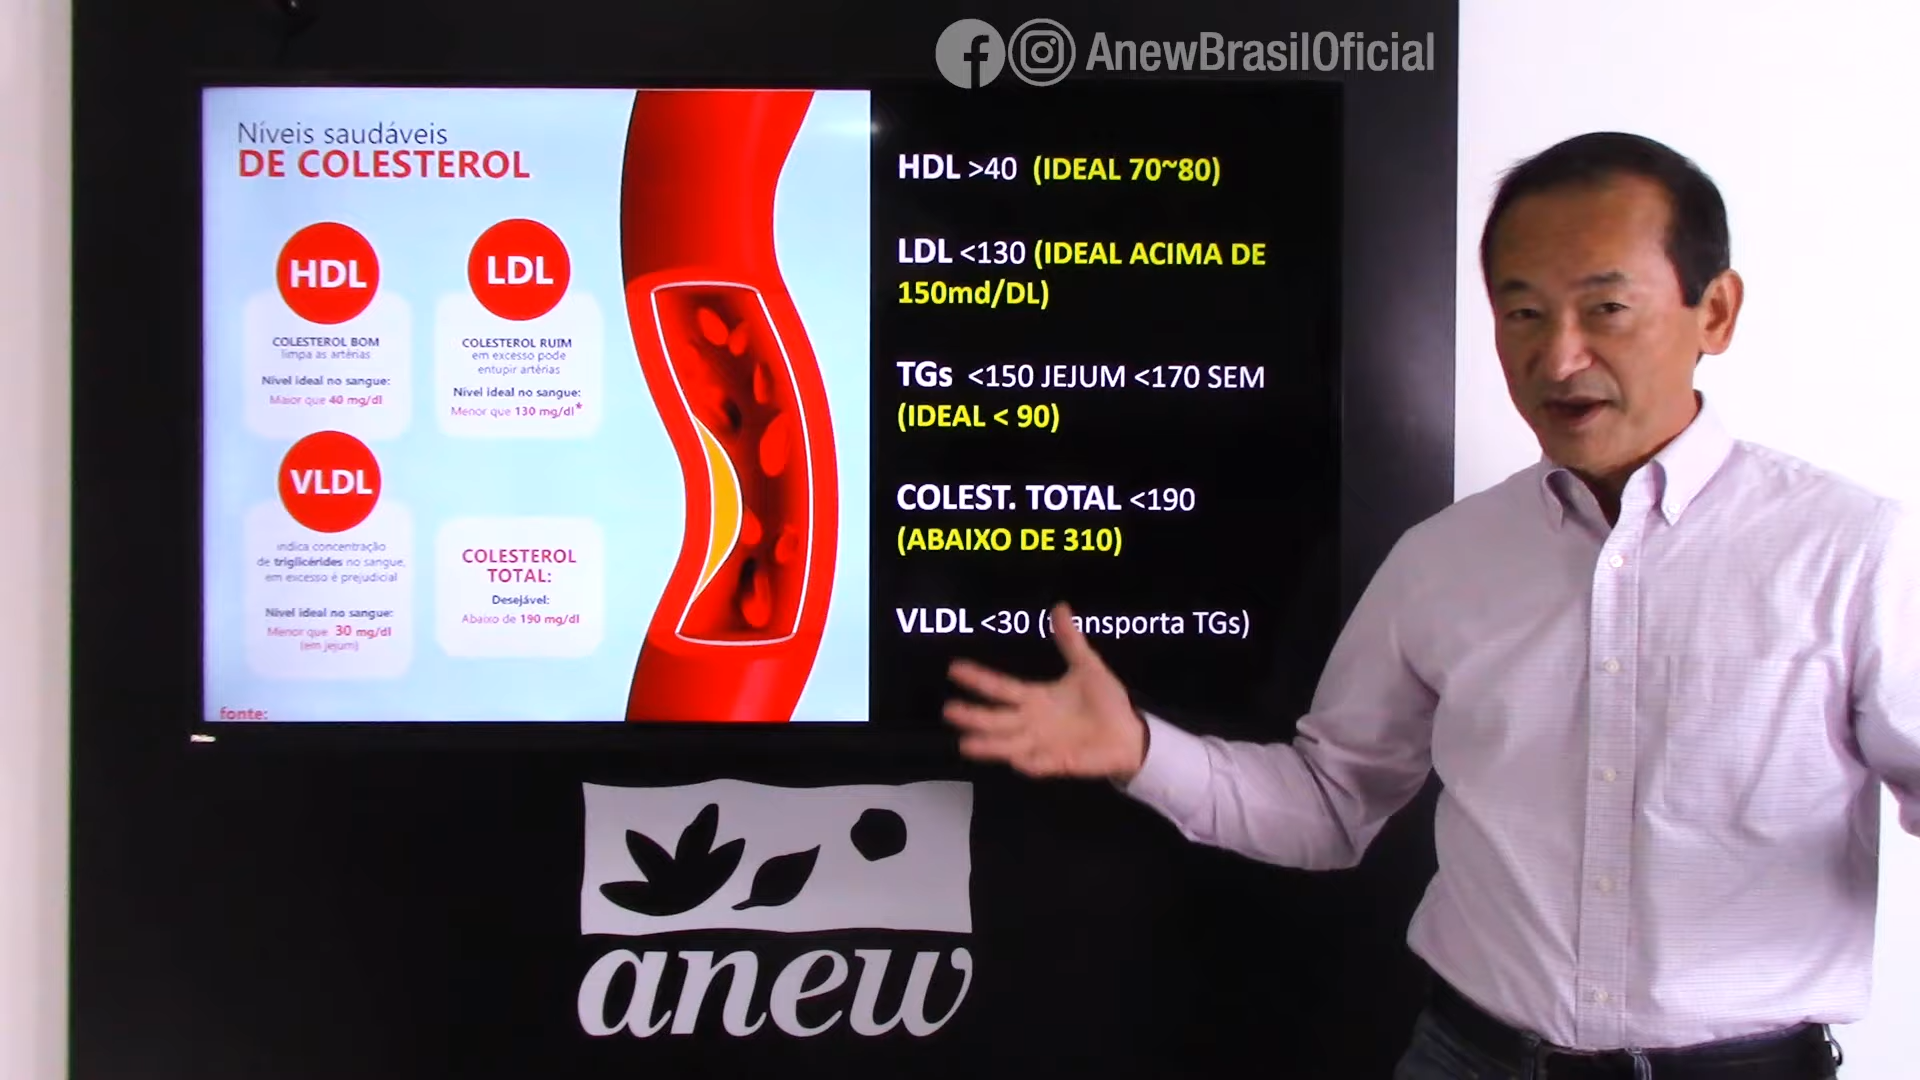 AnewBrasilOficial
Níveis saudáveis
DE COLESTEROL
HDL
COLESTEROL BOM
limpa as artérias
Nível ideal no sangue:
Maior que 40 mg/dl
LDL
COLESTEROL RUIM
em excesso pode
entupir artérias
Nível ideal no sangue:
Menor que 130 mg/dl*
VLDL
indica concentração
de triglicérides no sangue,
em excesso é prejudicial
Nível ideal no sangue:
Menor que 30 mg/dl
(em jejum)
COLESTEROL
TOTAL:
Desejável:
Abaixo de 190 mg/dl
fonte:
HDL >40 (IDEAL 70~80)
LDL <130 (IDEAL ACIMA DE
150md/DL)
TGs <150 JEJUM <170 SEM
(IDEAL < 90)
COLEST. TOTAL <190
(ABAIXO DE 310)
VLDL <30 (transporta TGs)
anew